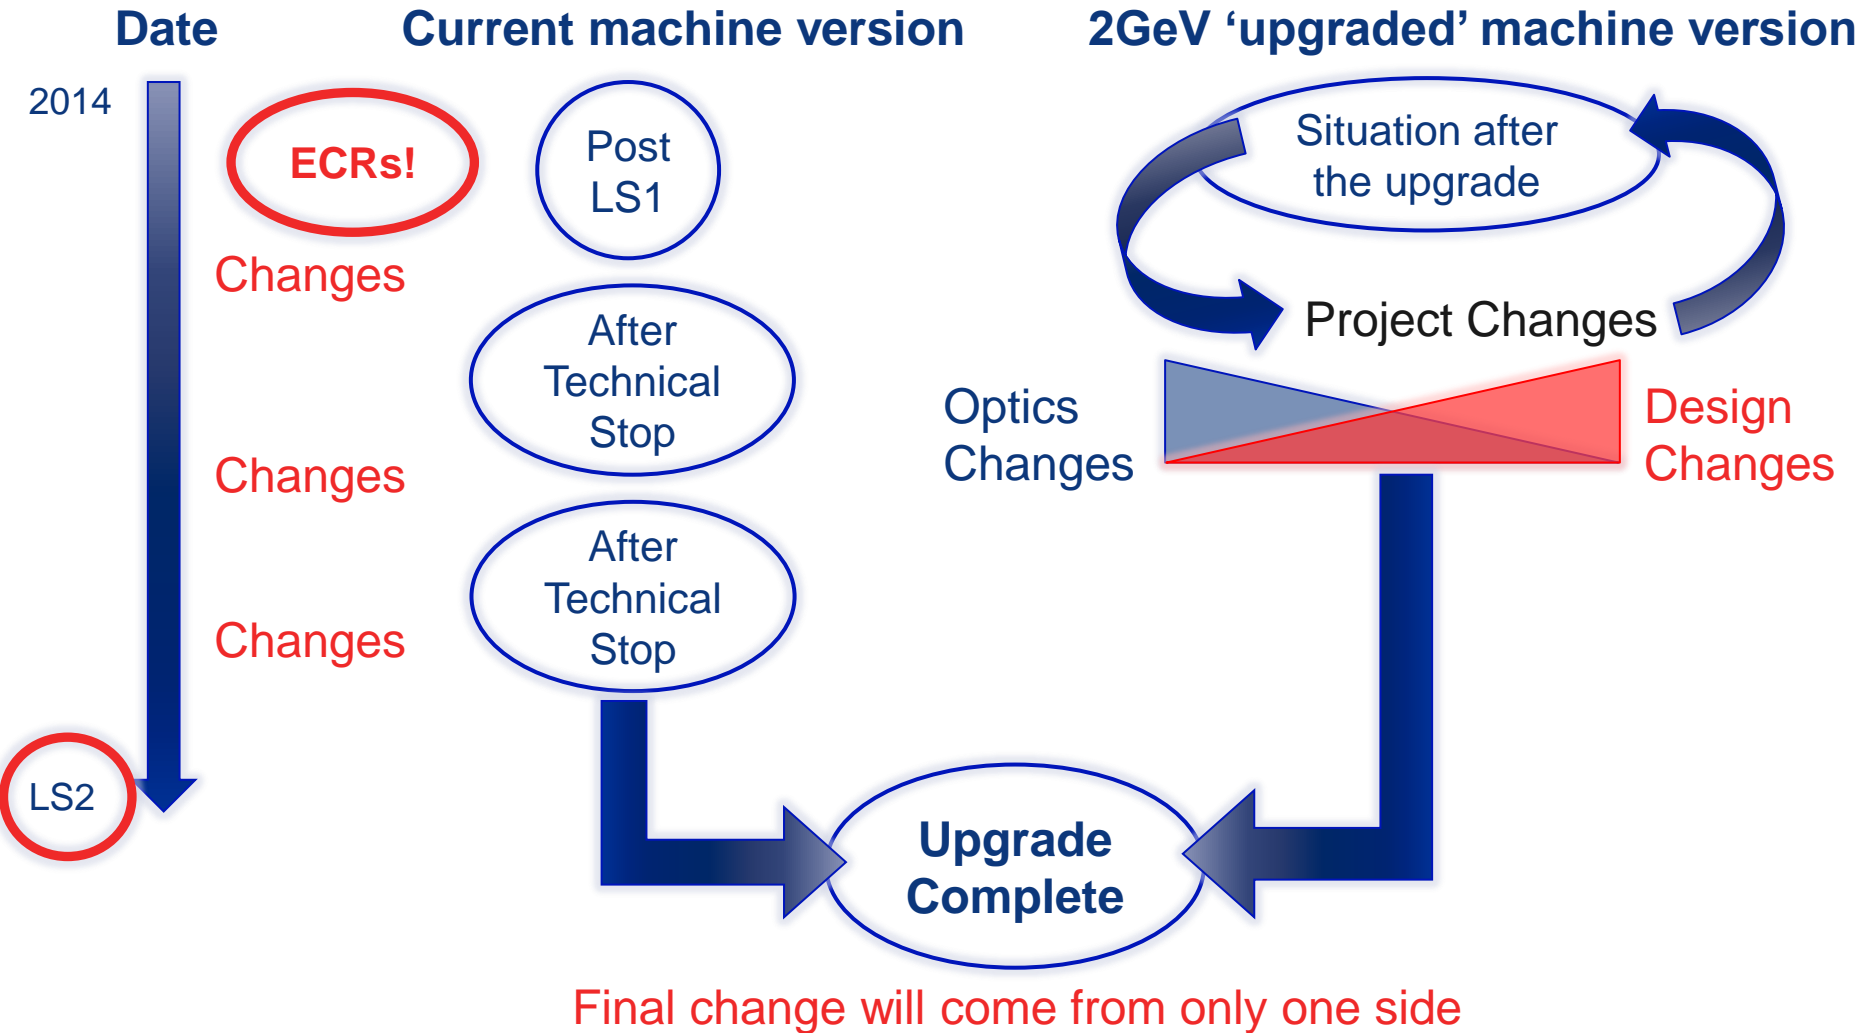 Date
Current machine version
2GeV ‘upgraded’ machine version
2014
ECRs!
Post
LS1
Situation after
the upgrade
Changes
After
Technical
Stop
Project Changes
Optics
Changes
Design
Changes
Changes
After
Technical
Stop
Changes
LS2
Upgrade
Complete
Final change will come from only one side